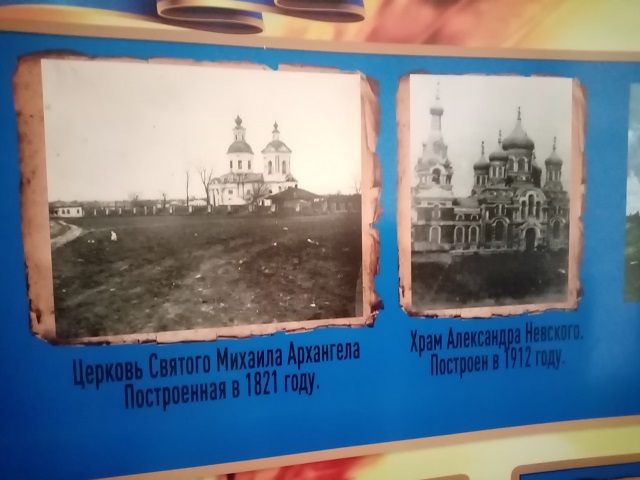 Церковь Святого Михаила Архангела
Построенная в 1821 году.
Храм Александра Невского.
Построен в 1912 году.